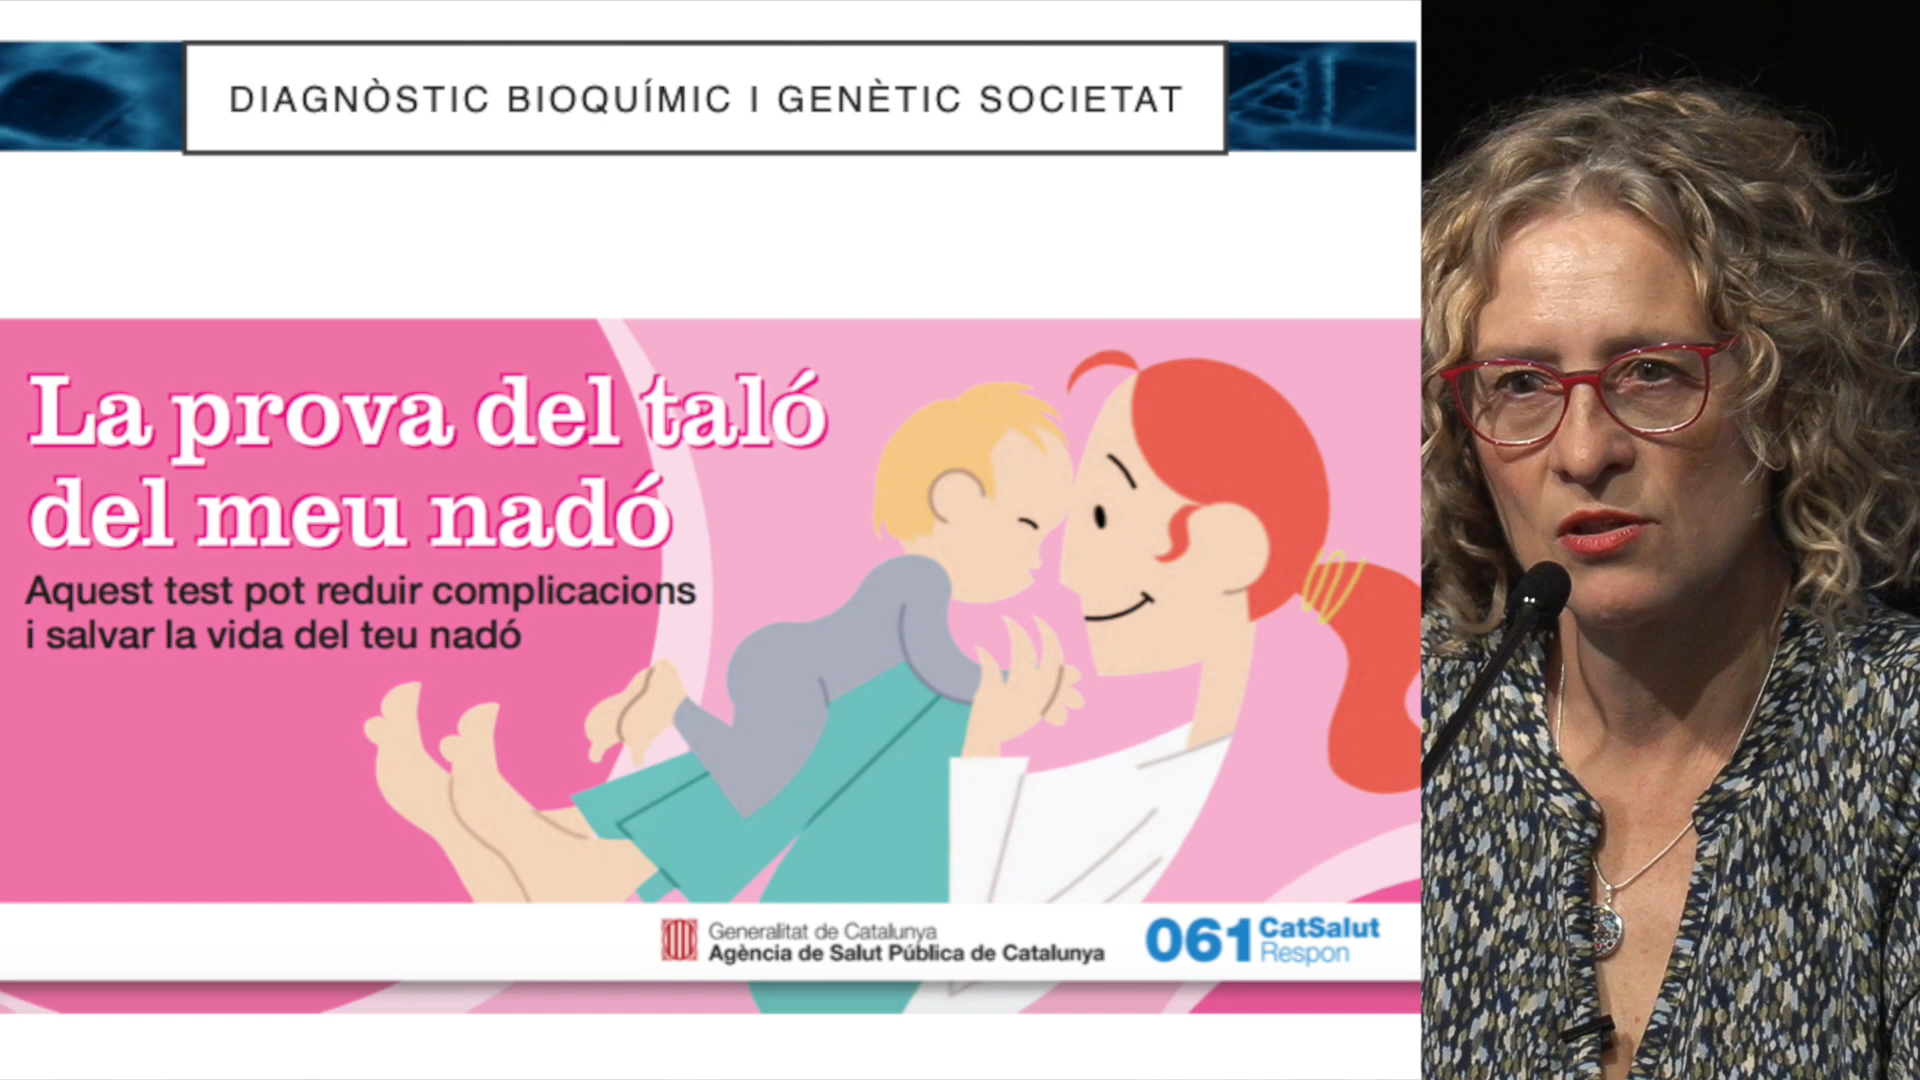 DIAGNÒSTIC BIOQUÍMIC I GENÈTIC SOCIETAT
La prova del taló
del meu nadó
Aquest test pot reduir complicacions
i salvar la vida del teu nadó
Generalitat de Catalunya
Agència de Salut Pública de Catalunya
061 CatSalut
Respon